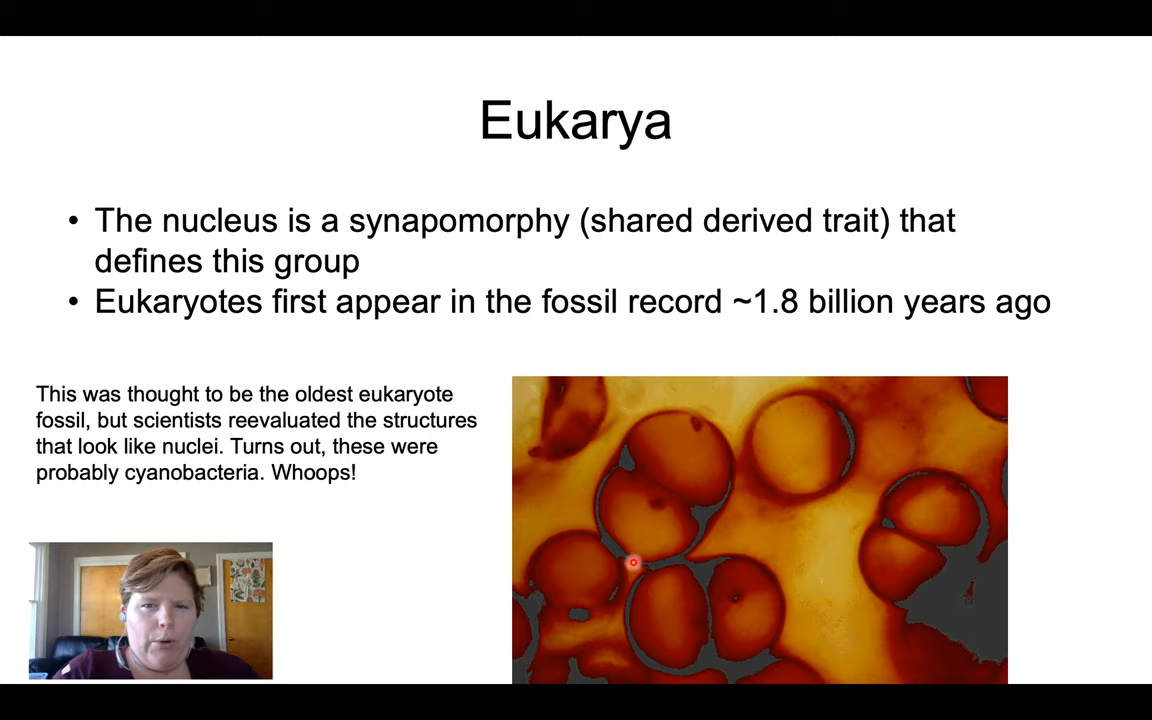 Eukarya
• The nucleus is a synapomorphy (shared derived trait) that
defines this group
• Eukaryotes first appear in the fossil record ~1.8 billion years ago
This was thought to be the oldest eukaryote
fossil, but scientists reevaluated the structures
that look like nuclei. Turns out, these were
probably cyanobacteria. Whoops!